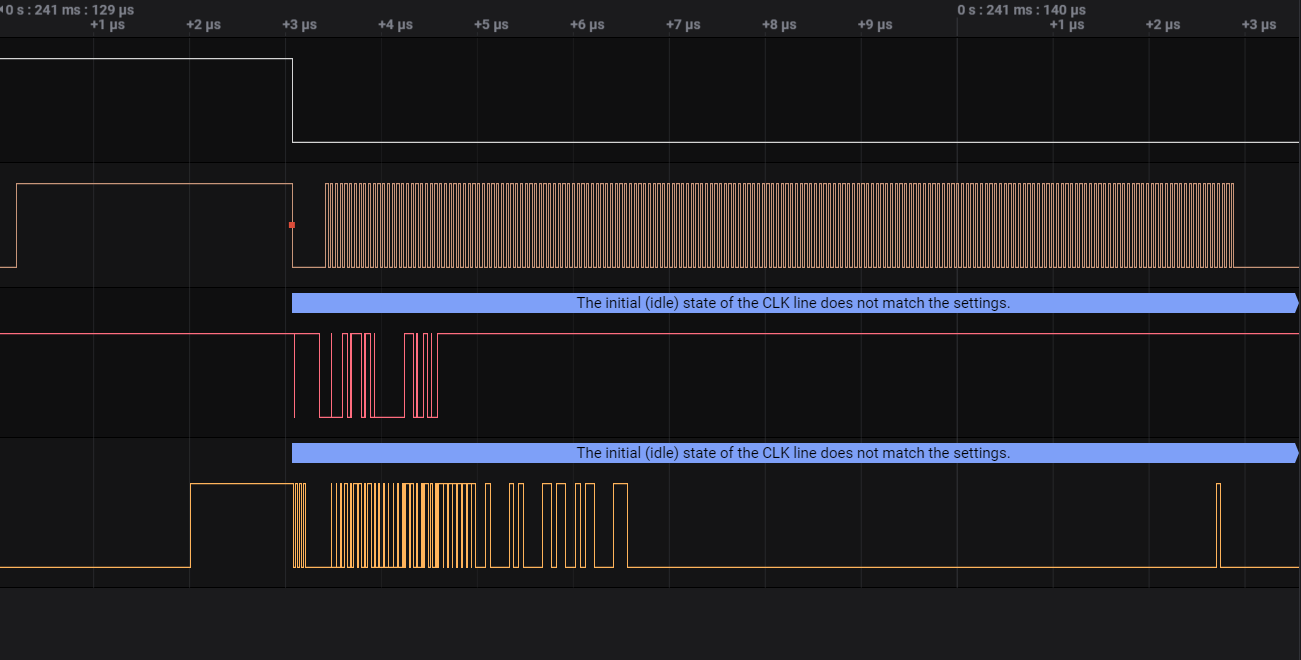 0 s : 241 ms : 129 µs 0 s : 241 ms : 140 µs
+1 µs +2 µs +3 µs +4 µs +5 µs +6 µs +7 µs +8 µs +9 µs +1 µs +2 µs +3 µs
The initial (idle) state of the CLK line does not match the settings.
The initial (idle) state of the CLK line does not match the settings.